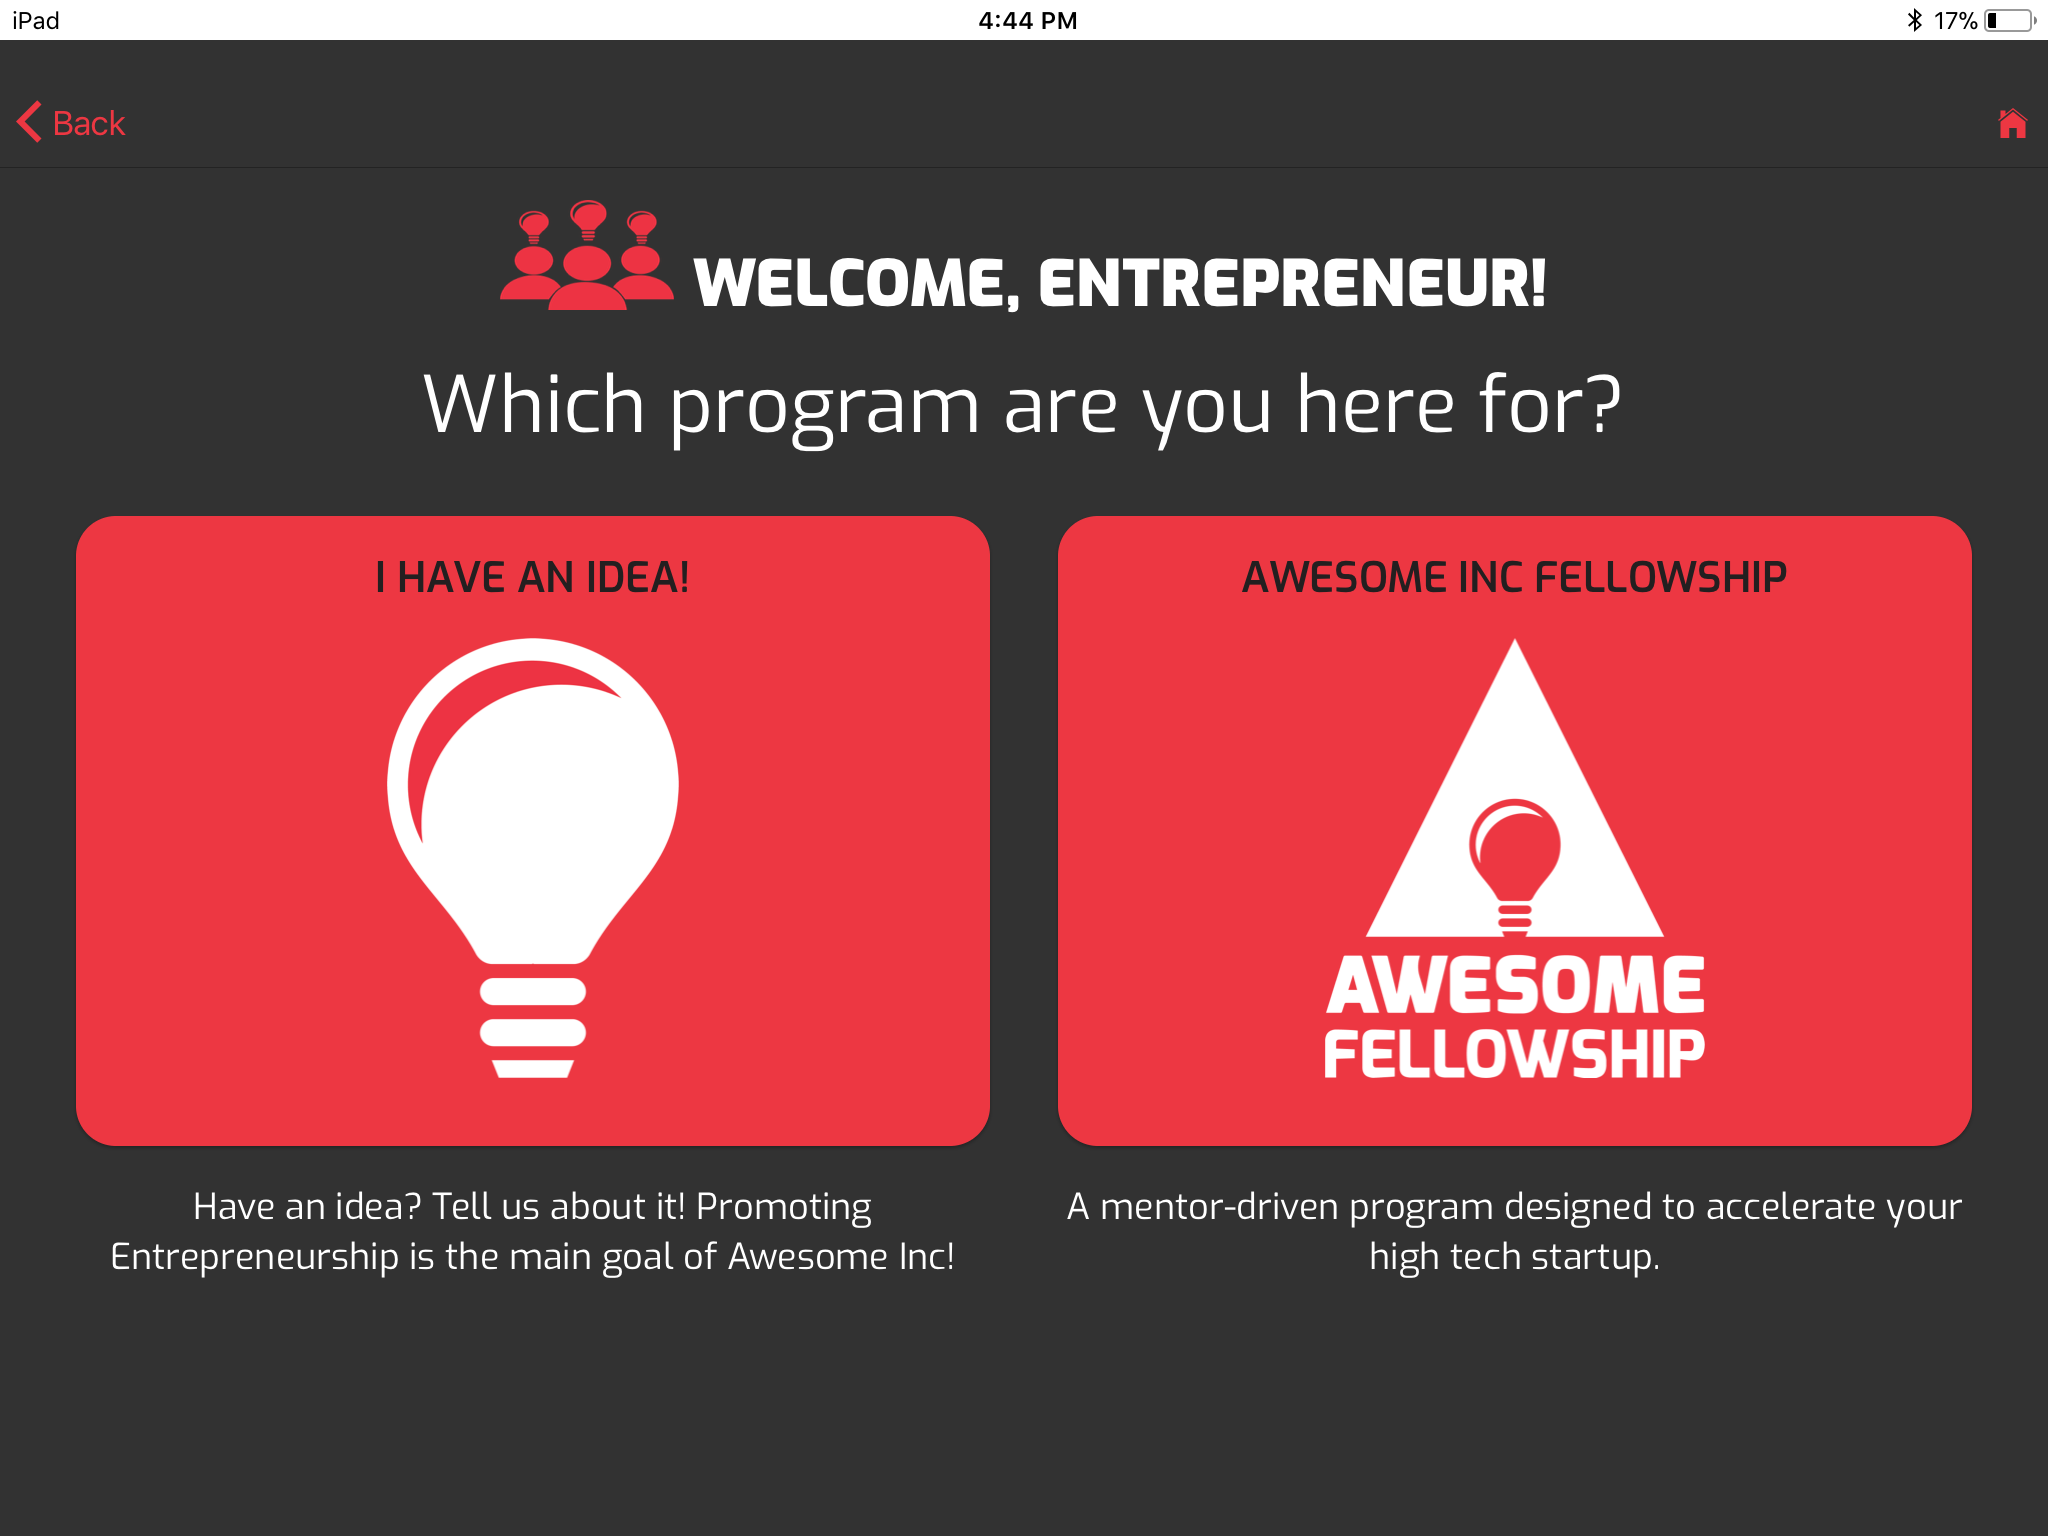 iPad
4:44 PM
17%
Back
WELCOME, ENTREPRENEUR!
Which program are you here for?
I HAVE AN IDEA!
Have an idea? Tell us about it! Promoting
Entrepreneurship is the main goal of Awesome Inc!
AWESOME INC FELLOWSHIP
AWESOME
FELLOWSHIP
A mentor-driven program designed to accelerate your
high tech startup.